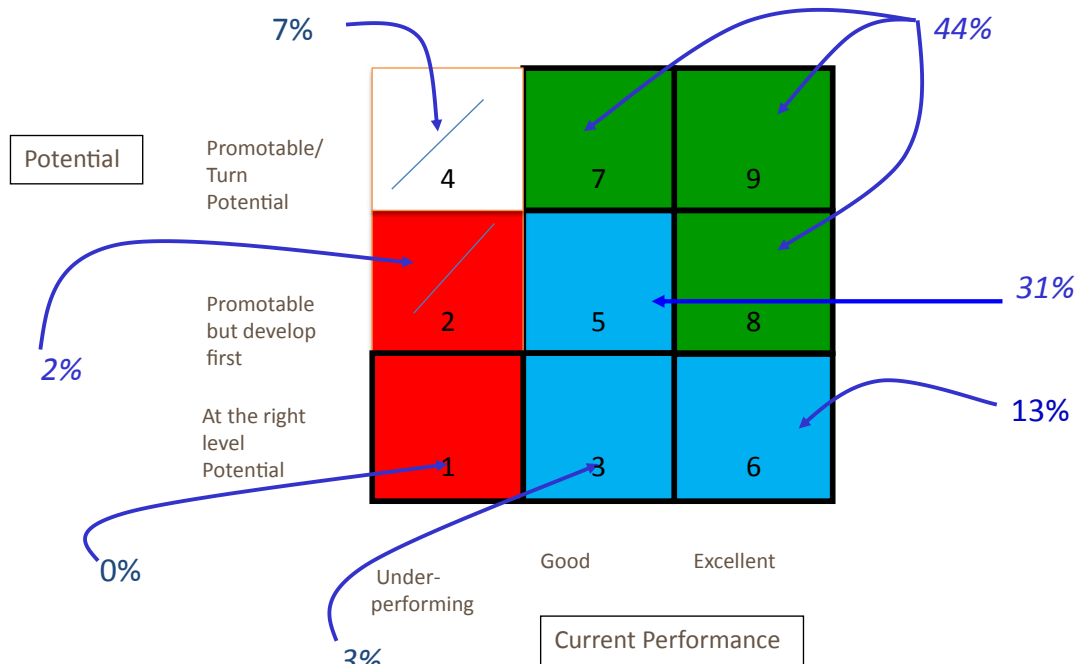 7%
44%
Potential
Promotable/
Turn
Potential
4
7
9
Promotable
but develop
first
2
5
8
31%
2%
13%
At the right
level
Potential
1
3
6
0%
Good
Excellent
Under-
performing
3%
Current Performance